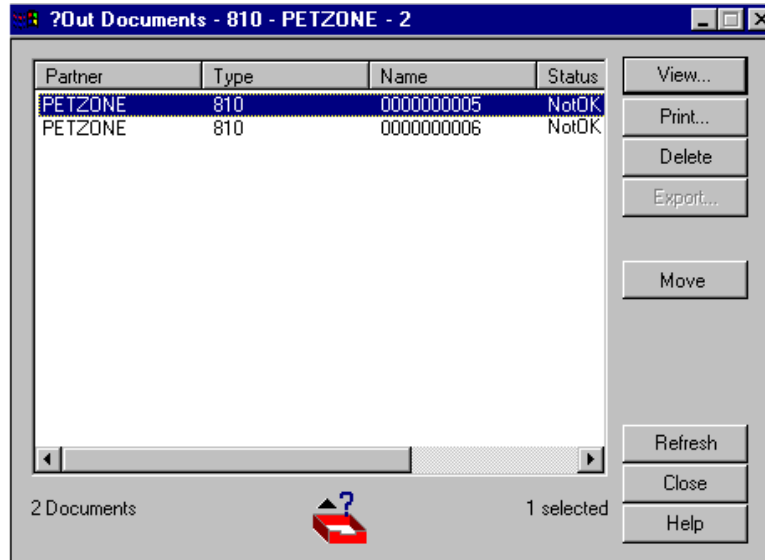 ?Out Documents - 810 - PETZONE - 2
Partner Type Name Status
PETZONE 810 0000000005 NotOK
PETZONE 810 0000000006 NotOK
View...
Print...
Delete
Export...
Move
Refresh
Close
Help
2 Documents
?
1 selected